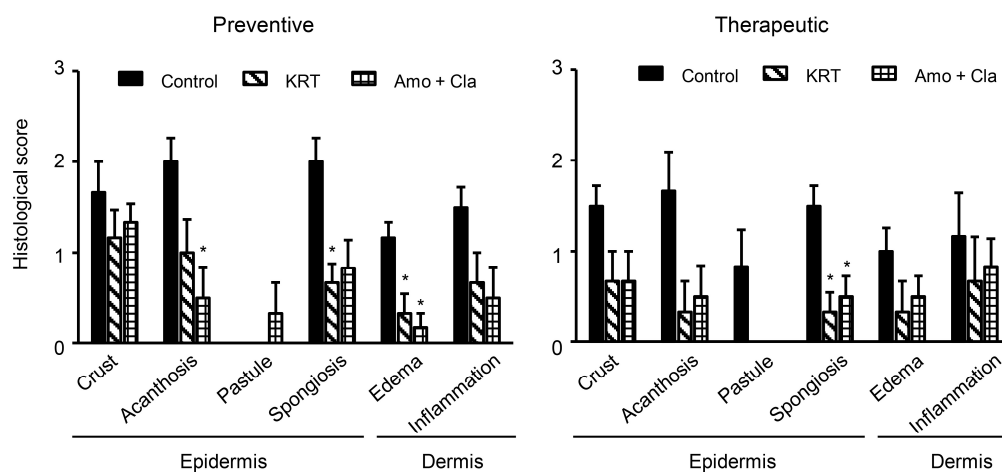 Preventive
3
Control
KRT
Amo + Cla
2
1
0
Histological score
*
*
*
*
Crust
Acanthosis
Pastule
Spongiosis
Edema
Inflammation
Epidermis
Dermis
Therapeutic
3
Control
KRT
Amo + Cla
2
1
0
*
*
Crust
Acanthosis
Pastule
Spongiosis
Edema
Inflammation
Epidermis
Dermis